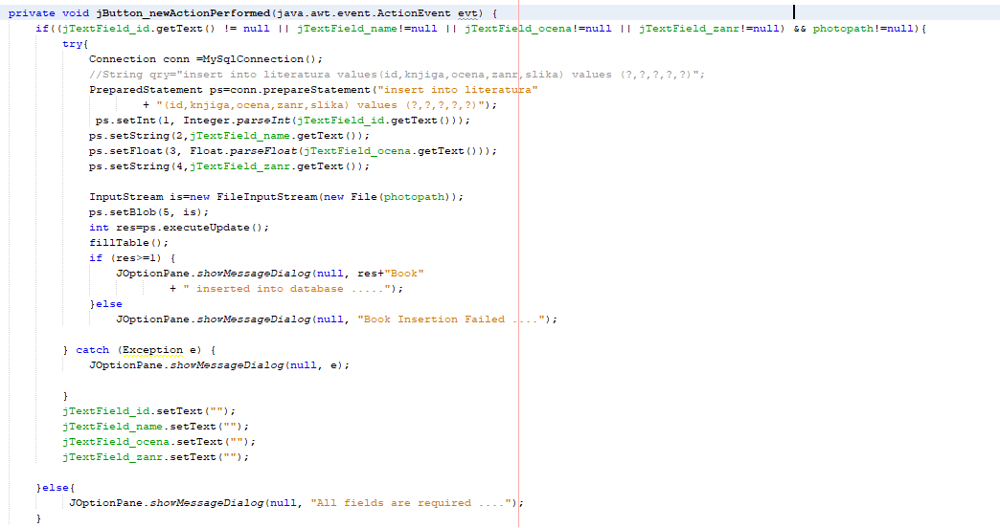 private void jButton_newActionPerformed(java.awt.event.ActionEvent evt) {
if((jTextField_id.getText() != null || jTextField_name!=null || jTextField_ocena!=null || jTextField_zanr!=null) && photopath!=null){
try{
Connection conn =MySqlConnection();
//String qry="insert into literatura values(id,knjiga,ocena,zanr,slika) values (?,?,?,?,?)";
PreparedStatement ps=conn.prepareStatement("insert into literatura"
+ "(id,knjiga,ocena,zanr,slika) values (?,?,?,?,?)");
ps.setInt(1, Integer.parseInt(jTextField_id.getText()));
ps.setString(2,jTextField_name.getText());
ps.setFloat(3, Float.parseFloat(jTextField_ocena.getText()));
ps.setString(4,jTextField_zanr.getText());
InputStream is=new FileInputStream(new File(photopath));
ps.setBlob(5, is);
int res=ps.executeUpdate();
fillTable();
if (res>=1) {
JOptionPane.showMessageDialog(null, res+"Book"
+ " inserted into database .....");
}else
JOptionPane.showMessageDialog(null, "Book Insertion Failed ....");
} catch (Exception e) {
JOptionPane.showMessageDialog(null, e);
}
jTextField_id.setText("");
jTextField_name.setText("");
jTextField_ocena.setText("");
jTextField_zanr.setText("");
}else{
JOptionPane.showMessageDialog(null, "All fields are required ....");
}